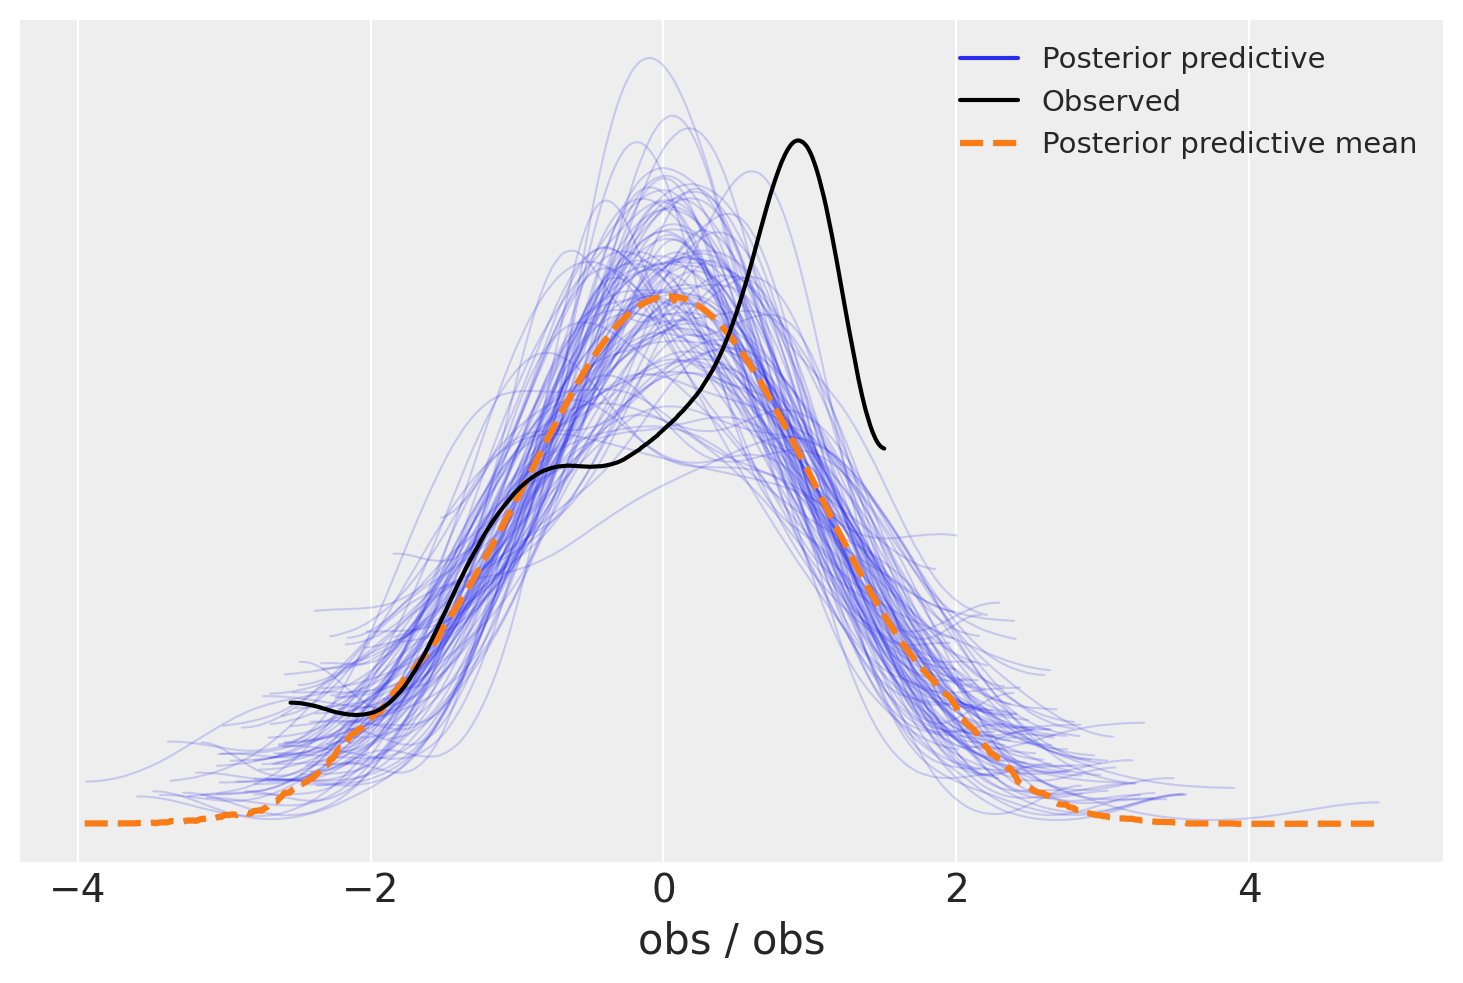 Posterior predictive
Observed
Posterior predictive mean
−4 −2 0 2 4
obs / obs